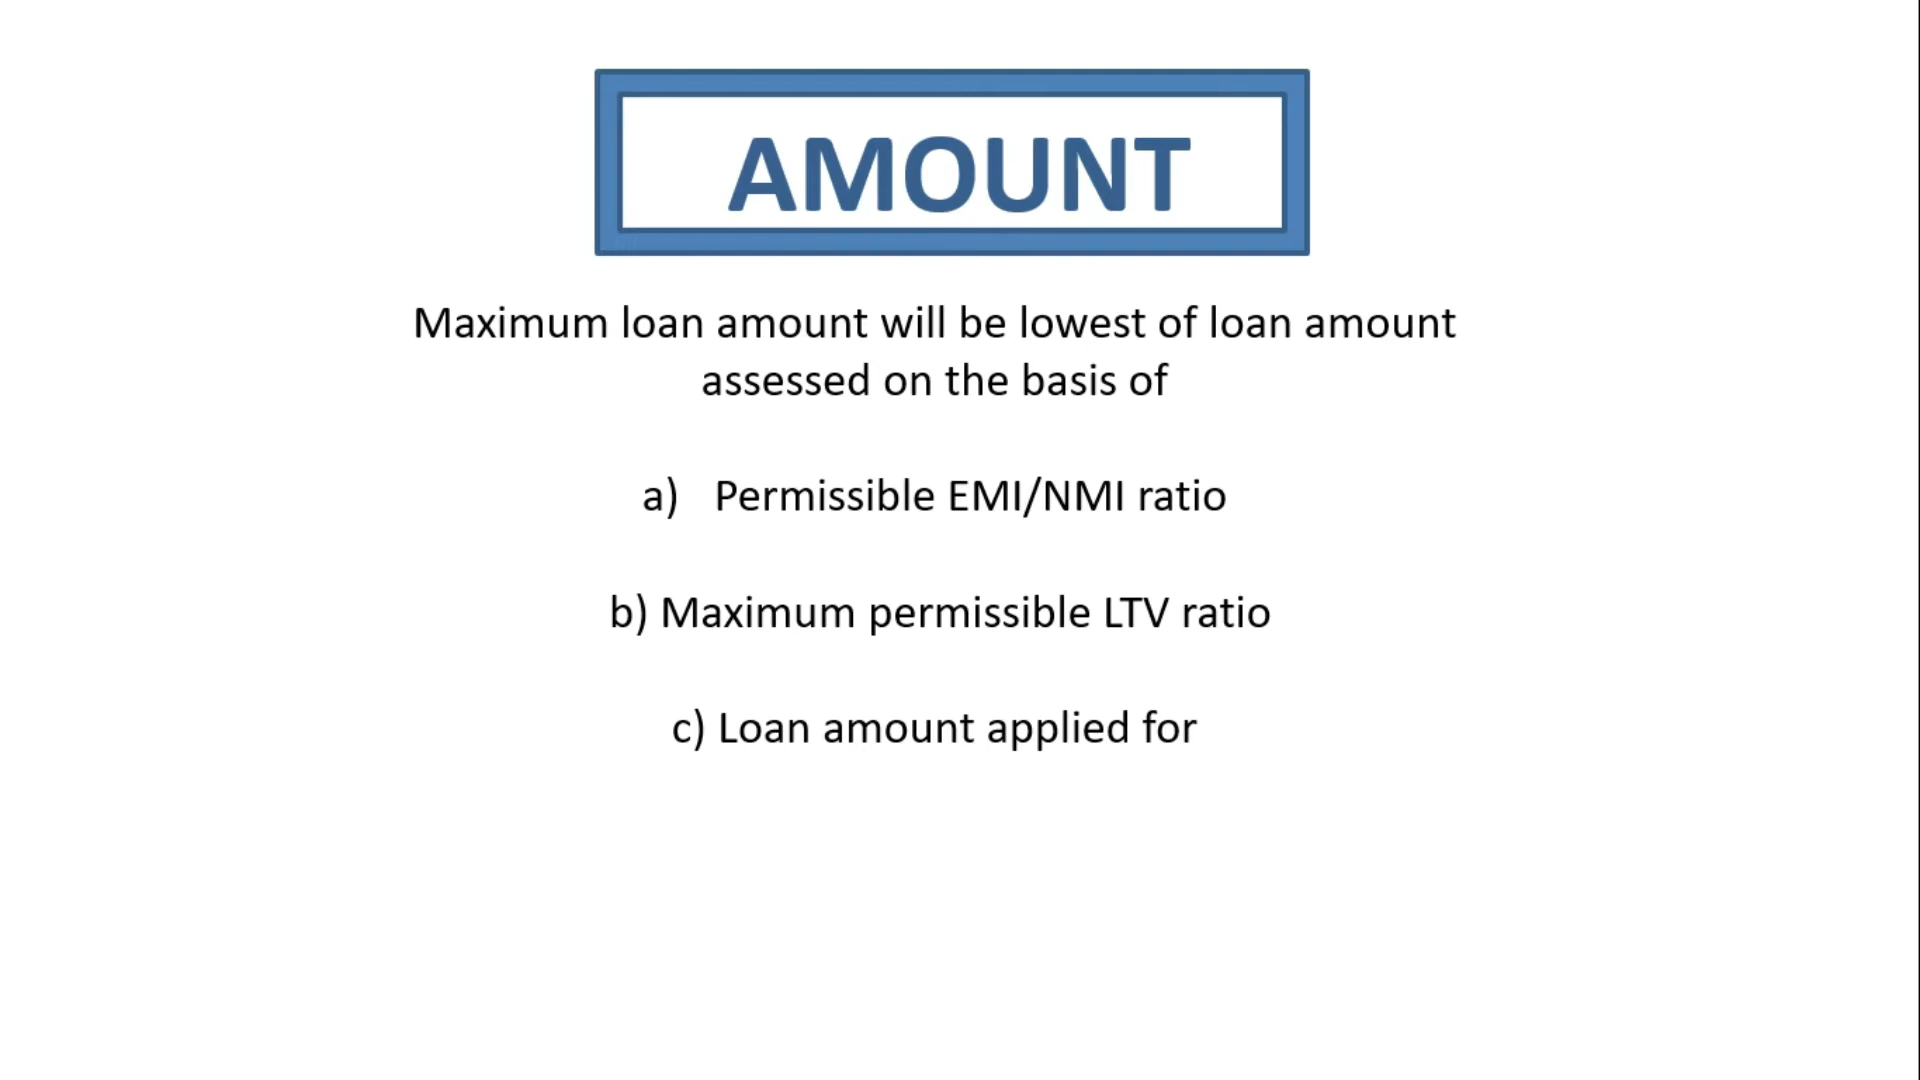 AMOUNT
Maximum loan amount will be lowest of loan amount
assessed on the basis of
a) Permissible EMI/NMI ratio
b) Maximum permissible LTV ratio
c) Loan amount applied for